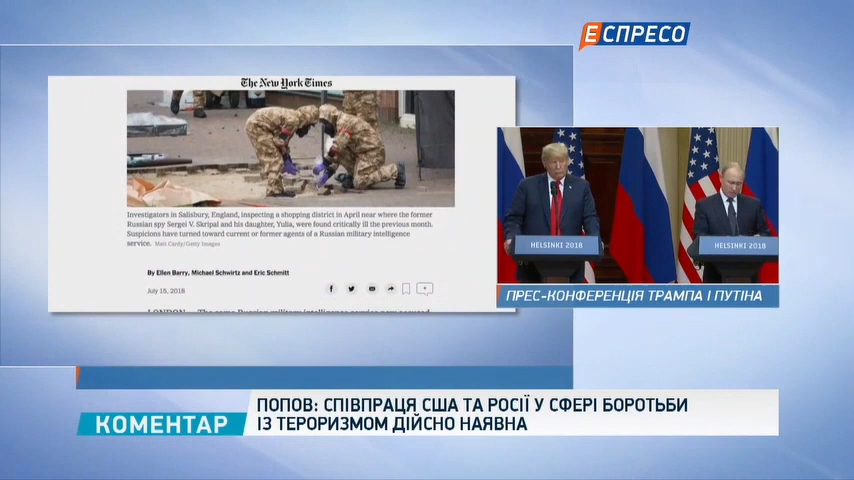 ЕСПРЕСО
The New York Times
Investigators in Salisbury, England, inspecting a shopping district in April near where the former
Russian spy Sergei V. Skripal and his daughter, Yulia, were found critically ill the previous month.
Suspicions have turned toward current or former agents of a Russian military intelligence
service. Matt Cardy/Getty Images
By Ellen Barry, Michael Schwirtz and Eric Schmitt
July 15, 2018
HELSINKI 2018
HELSINKI 2018
ПРЕС-КОНФЕРЕНЦІЯ ТРАМПА І ПУТІНА
КОМЕНТАР
ПОПОВ: СПІВПРАЦЯ США ТА РОСІЇ У СФЕРІ БОРОТЬБИ
ІЗ ТЕРОРИЗМОМ ДІЙСНО НАЯВНА